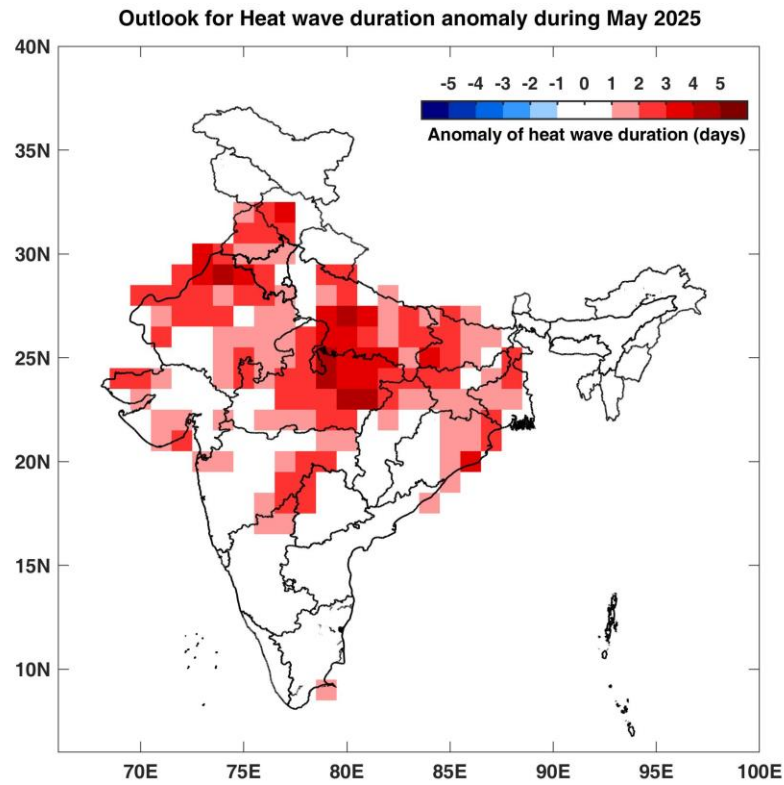 Outlook for Heat wave duration anomaly during May 2025
40N
-5 -4 -3 -2 -1 0 1 2 3 4 5
Anomaly of heat wave duration (days)
35N
30N
25N
20N
15N
10N
70E 75E 80E 85E 90E 95E 100E